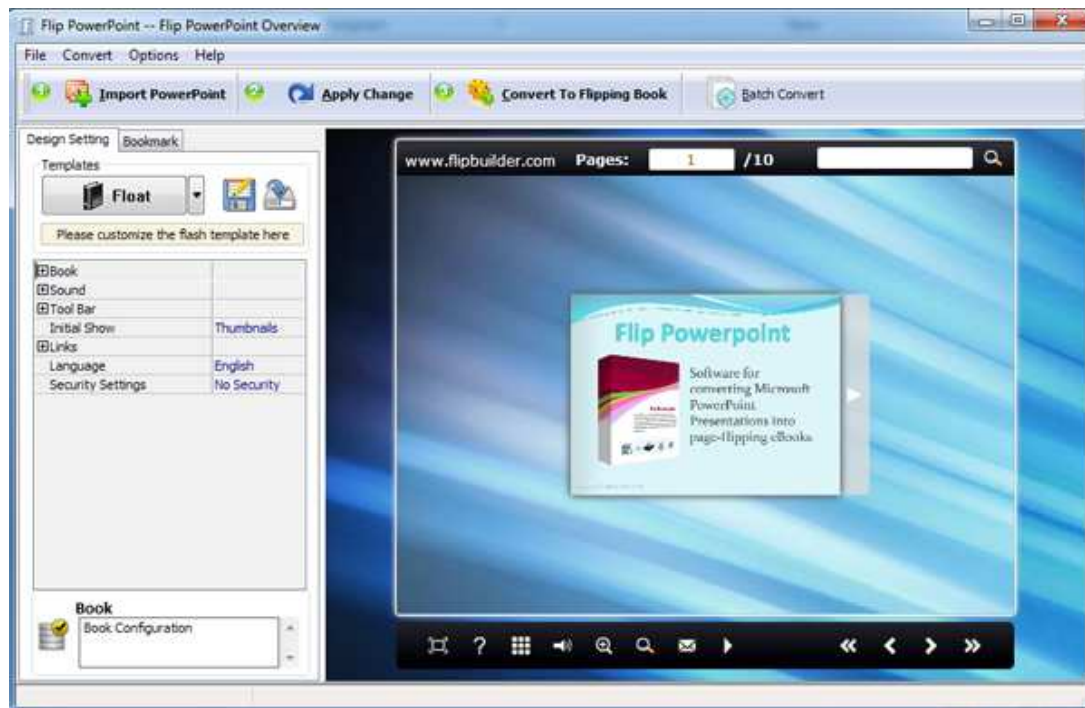 Flip PowerPoint -- Flip PowerPoint Overview
File Convert Options Help
Import PowerPoint Apply Change Convert To Flipping Book Batch Convert
Design Setting Bookmark
Templates
Float
Please customize the flash template here
Book
Sound
Tool Bar
Initial Show Thumbnails
Links
Language English
Security Settings No Security
Book
Book Configuration
www.flipbuilder.com Pages: 1 /10
Flip Powerpoint
Software for
converting Microsoft
PowerPoint
Presentations into
page-flipping eBooks